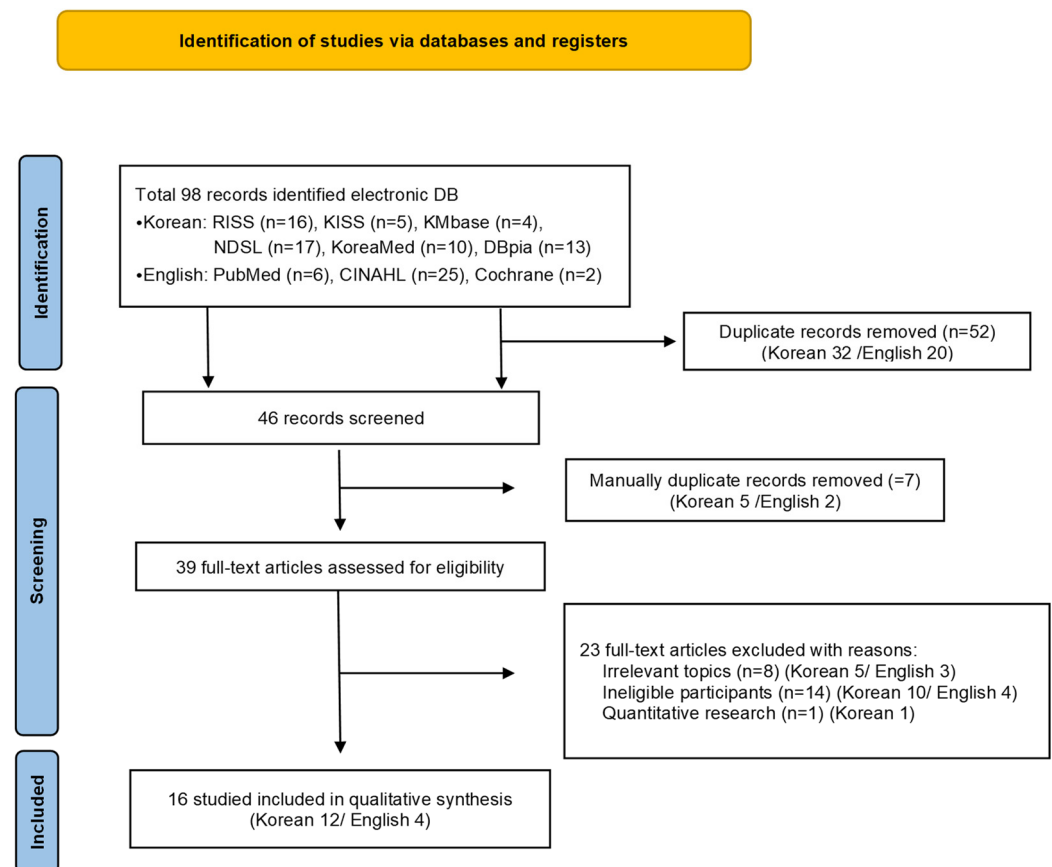 Identification of studies via databases and registers
Identification
Total 98 records identified electronic DB
•Korean: RISS (n=16), KISS (n=5), KMbase (n=4),
NDSL (n=17), KoreaMed (n=10), DBpia (n=13)
•English: PubMed (n=6), CINAHL (n=25), Cochrane (n=2)
Duplicate records removed (n=52)
(Korean 32 /English 20)
Screening
46 records screened
Manually duplicate records removed (=7)
(Korean 5 /English 2)
39 full-text articles assessed for eligibility
23 full-text articles excluded with reasons:
Irrelevant topics (n=8) (Korean 5/ English 3)
Ineligible participants (n=14) (Korean 10/ English 4)
Quantitative research (n=1) (Korean 1)
Included
16 studied included in qualitative synthesis
(Korean 12/ English 4)